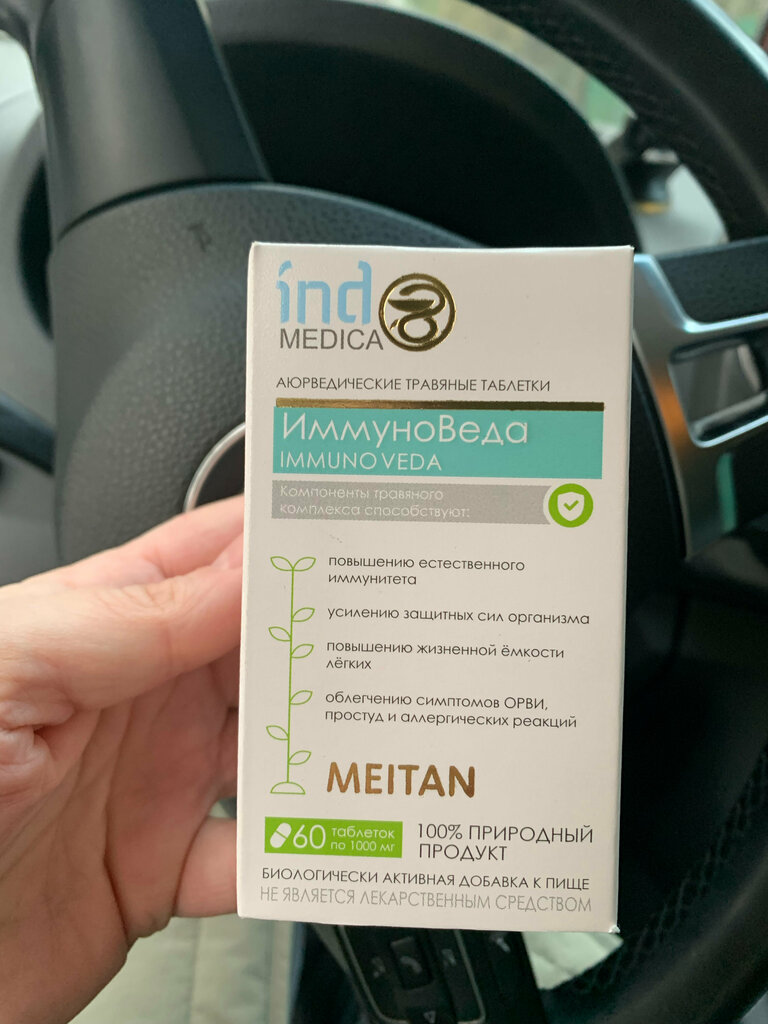 ind
MEDICA
АЮРВЕДИЧЕСКИЕ ТРАВЯНЫЕ ТАБЛЕТКИ
ИммуноВеда
IMMUNO VEDA
Компоненты травяного
комплекса способствуют:
повышению естественного
иммунитета
усилению защитных сил организма
повышению жизненной ёмкости
лёгких
облегчению симптомов ОРВИ,
простуд и аллергических реакций
MEITAN
60 таблеток
по 1000 мг
100% ПРИРОДНЫЙ
ПРОДУКТ
БИОЛОГИЧЕСКИ АКТИВНАЯ ДОБАВКА К ПИЩЕ
НЕ ЯВЛЯЕТСЯ ЛЕКАРСТВЕННЫМ СРЕДСТВОМ